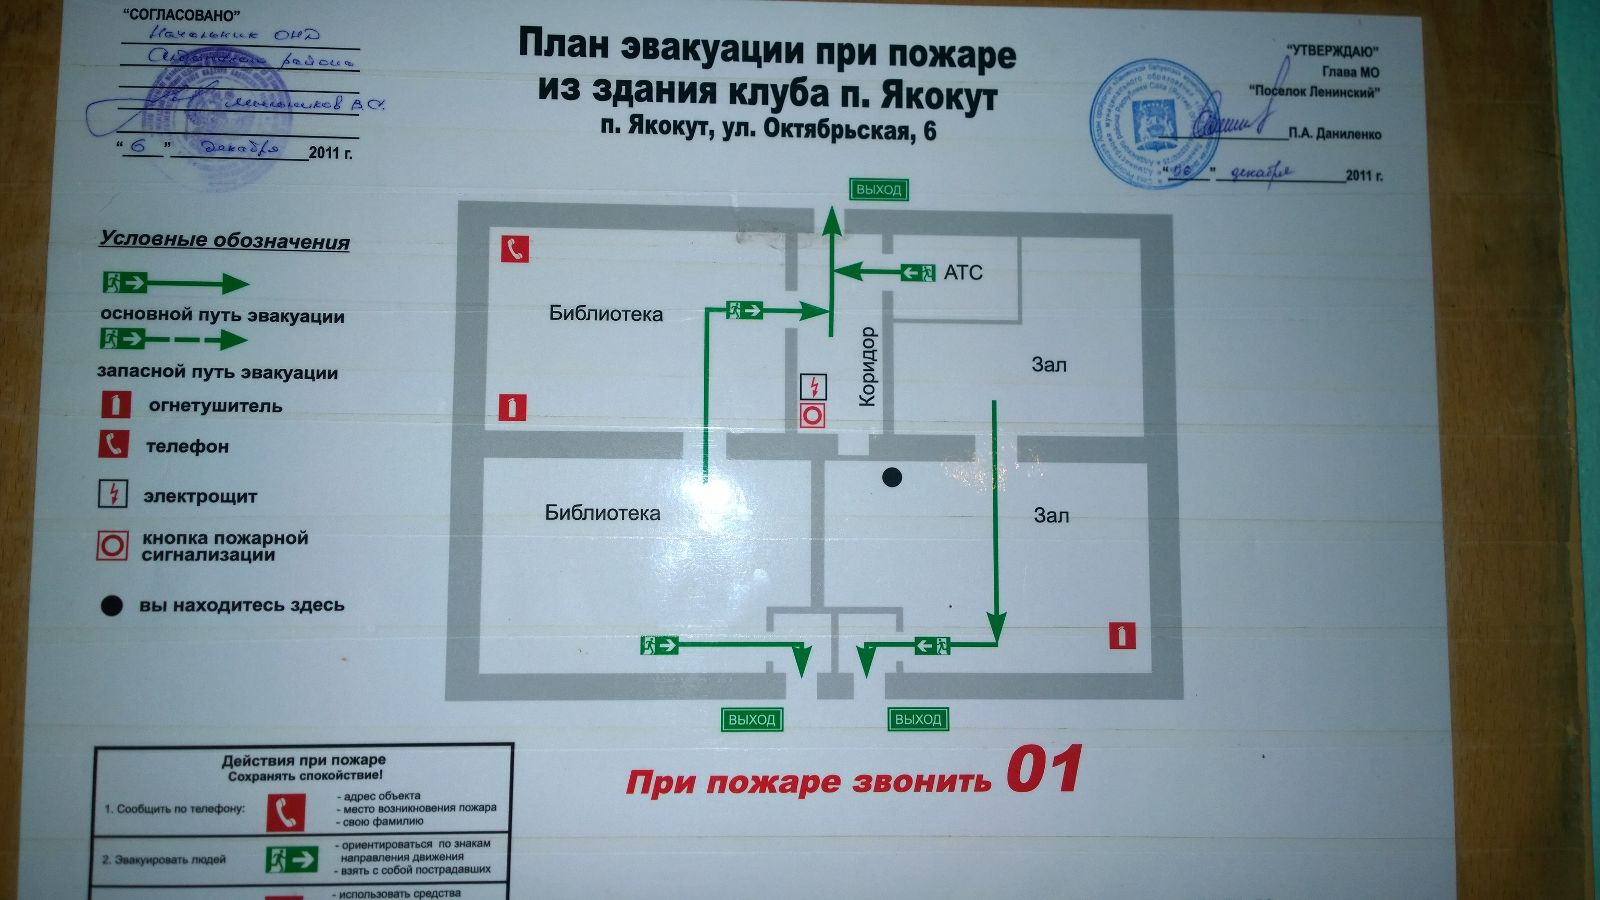 “СОГЛАСОВАНО”
Начальник ОНД
Алданского района
Мыльников В.С.
“ 6 ” декабря 2011 г.
План эвакуации при пожаре
из здания клуба п. Якокут
п. Якокут, ул. Октябрьская, 6
“УТВЕРЖДАЮ”
Глава МО
“Поселок Ленинский”
П.А. Даниленко
“ 06 ” декабря 2011 г.
Условные обозначения
основной путь эвакуации
запасной путь эвакуации
огнетушитель
телефон
электрощит
кнопка пожарной
сигнализации
вы находитесь здесь
ВЫХОД
Библиотека
АТС
Коридор
Зал
Библиотека
Зал
ВЫХОД
ВЫХОД
При пожаре звонить 01
Действия при пожаре
Сохранять спокойствие!
1. Сообщить по телефону:
- адрес объекта
- место возникновения пожара
- свою фамилию
2. Эвакуировать людей
- ориентироваться по знакам
направления движения
- взять с собой пострадавших
- использовать средства